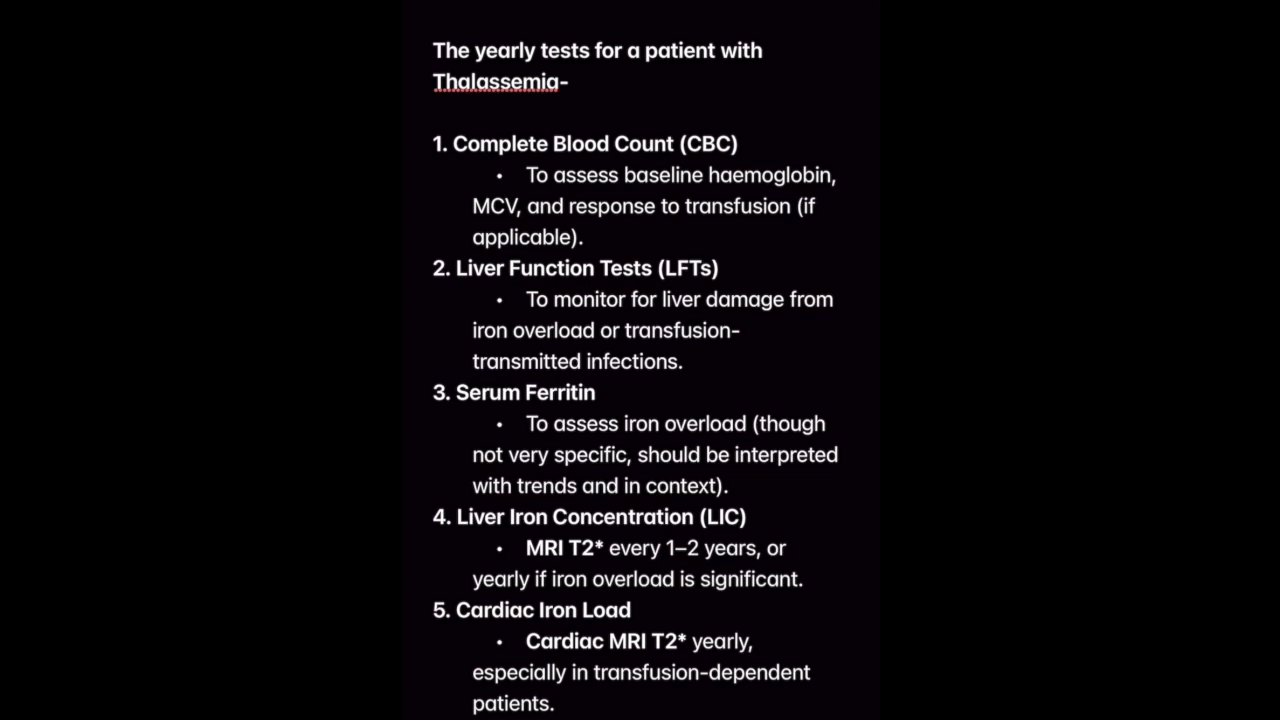 The yearly tests for a patient with
Thalassemia-
1. Complete Blood Count (CBC)
• To assess baseline haemoglobin,
MCV, and response to transfusion (if
applicable).
2. Liver Function Tests (LFTs)
• To monitor for liver damage from
iron overload or transfusion-
transmitted infections.
3. Serum Ferritin
• To assess iron overload (though
not very specific, should be interpreted
with trends and in context).
4. Liver Iron Concentration (LIC)
• MRI T2* every 1–2 years, or
yearly if iron overload is significant.
5. Cardiac Iron Load
• Cardiac MRI T2* yearly,
especially in transfusion-dependent
patients.